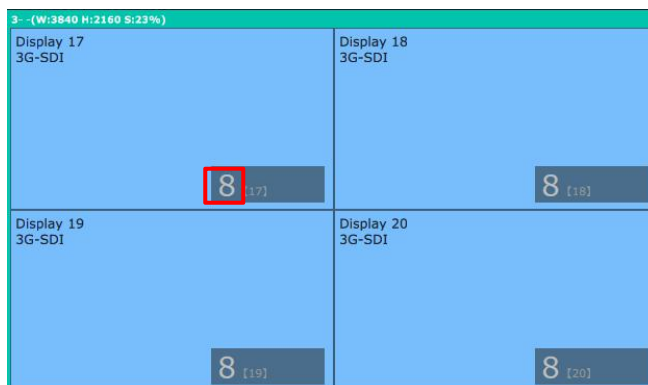 3- -(W:3840 H:2160 S:23%)
Display 17
3G-SDI
8 【17】
Display 18
3G-SDI
8 【18】
Display 19
3G-SDI
8 【19】
Display 20
3G-SDI
8 【20】